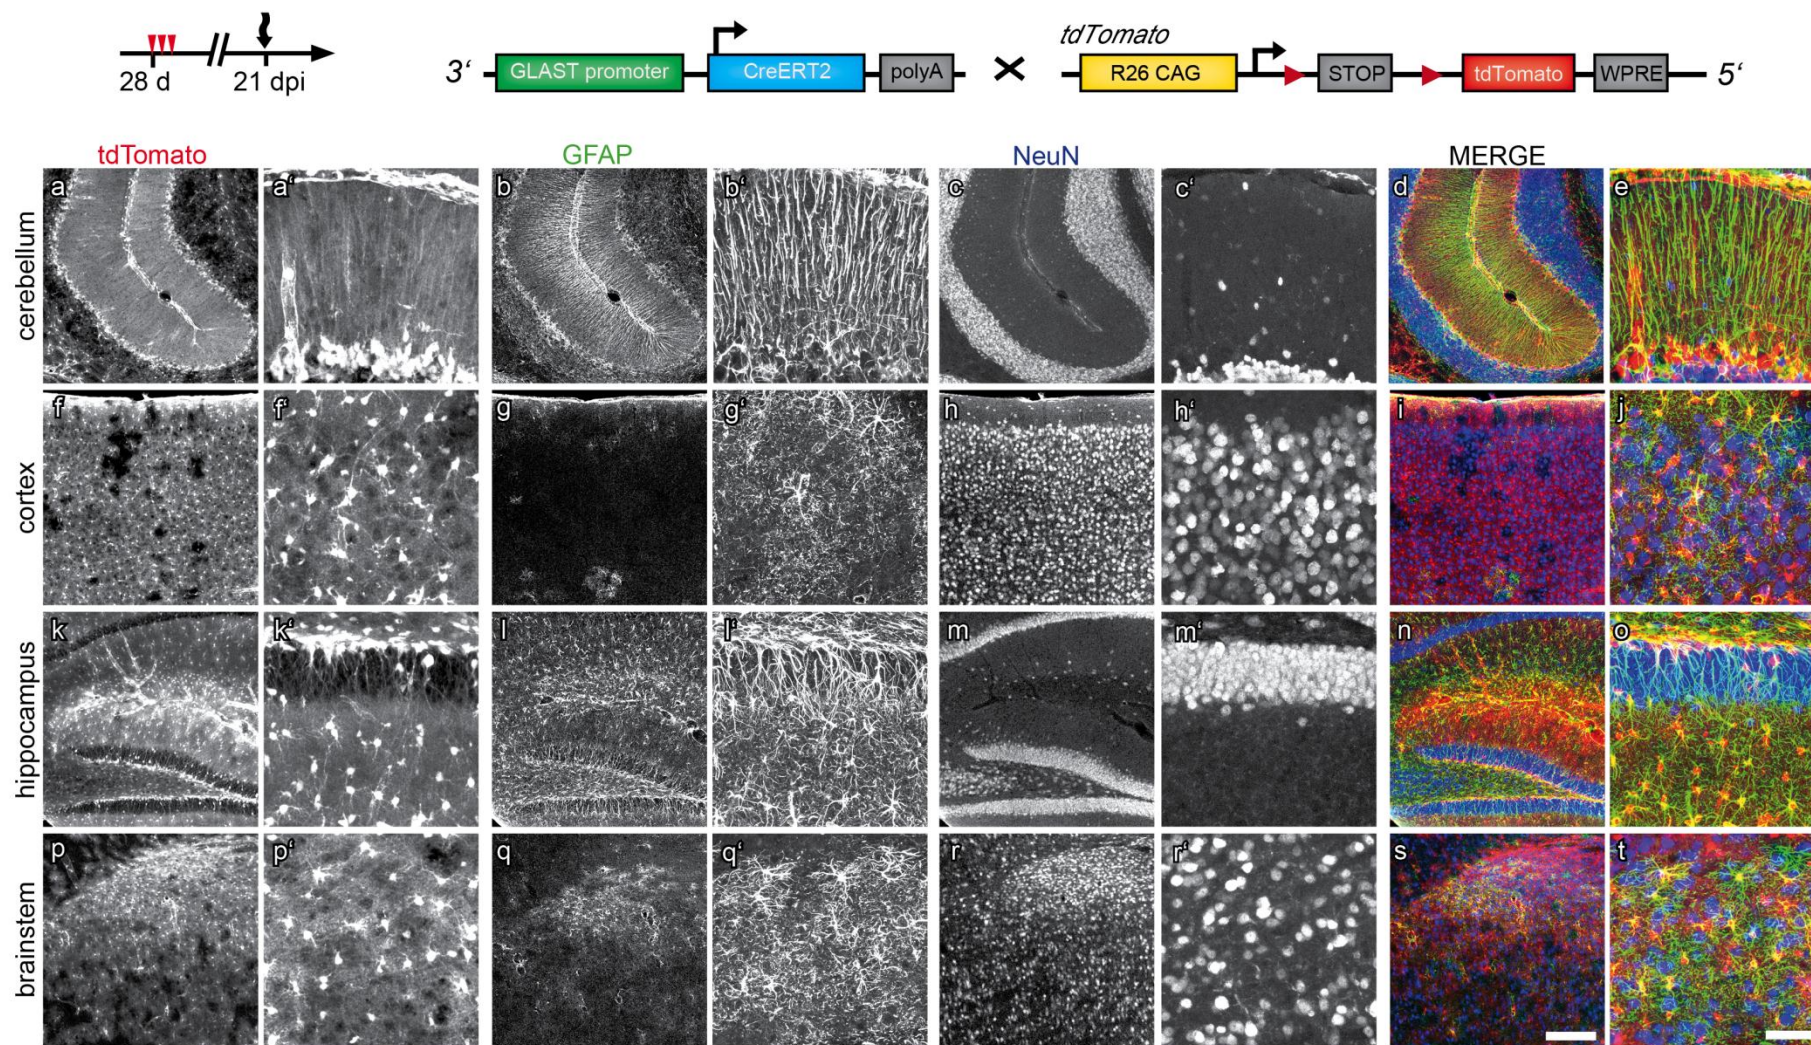 28 d
21 dpi
3‘ GLAST promoter CreERT2 polyA
tdTomato
R26 CAG STOP tdTomato WPRE 5‘
tdTomato GFAP NeuN MERGE
cerebellum
a a‘ b b‘ c c‘ d e
cortex
f f‘ g g‘ h h‘ i j
hippocampus
k k‘ l l‘ m m‘ n o
brainstem
p p‘ q q‘ r r‘ s t